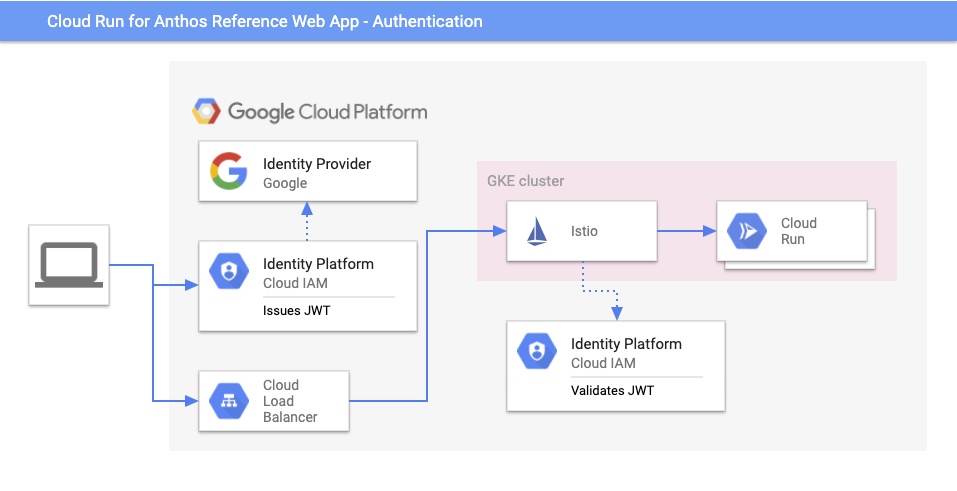 Cloud Run for Anthos Reference Web App - Authentication
Google Cloud Platform
Identity Provider
Google
GKE cluster
Istio
Cloud
Run
Identity Platform
Cloud IAM
Issues JWT
Identity Platform
Cloud IAM
Validates JWT
Cloud
Load
Balancer